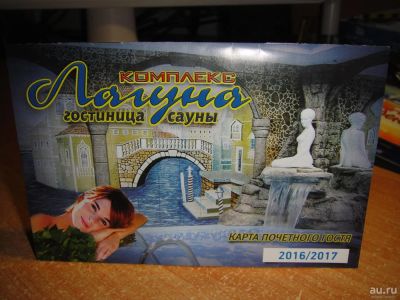 КОМПЛЕКС
Лагуна
гостиница сауны
КАРТА ПОЧЕТНОГО ГОСТЯ
2016/2017
au.ru